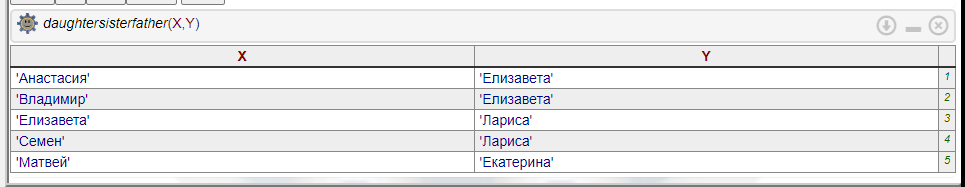 daughtersisterfather(X,Y)
X Y
'Анастасия' 'Елизавета' 1
'Владимир' 'Елизавета' 2
'Елизавета' 'Лариса' 3
'Семен' 'Лариса' 4
'Матвей' 'Екатерина' 5